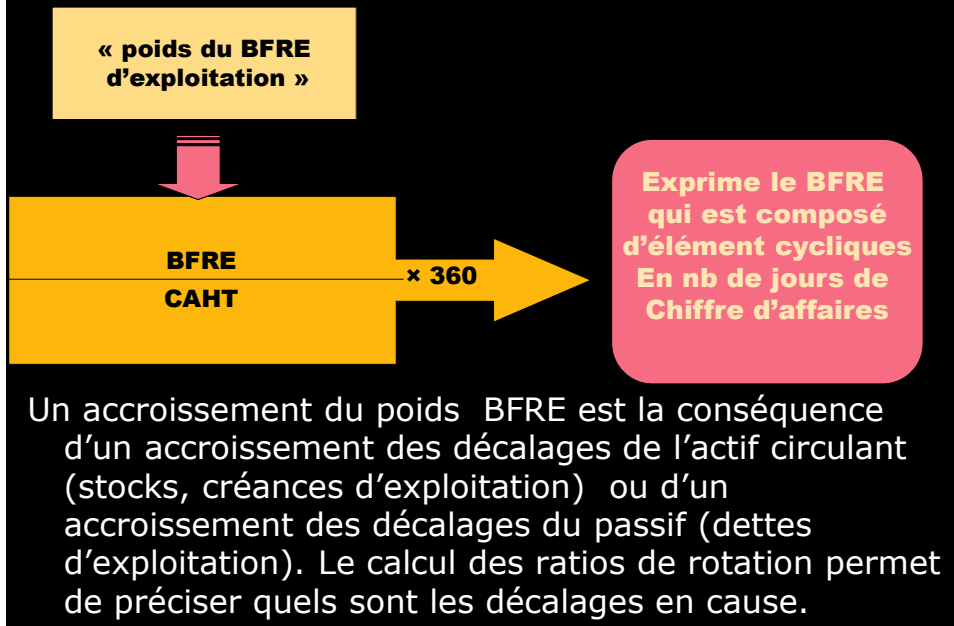 « poids du BFRE
d’exploitation »
BFRE
CAHT
× 360
Exprime le BFRE
qui est composé
d’élément cycliques
En nb de jours de
Chiffre d’affaires
Un accroissement du poids  BFRE est la conséquence
d’un accroissement des décalages de l’actif circulant
(stocks, créances d’exploitation)  ou d’un
accroissement des décalages du passif (dettes
d’exploitation). Le calcul des ratios de rotation permet
de préciser quels sont les décalages en cause.